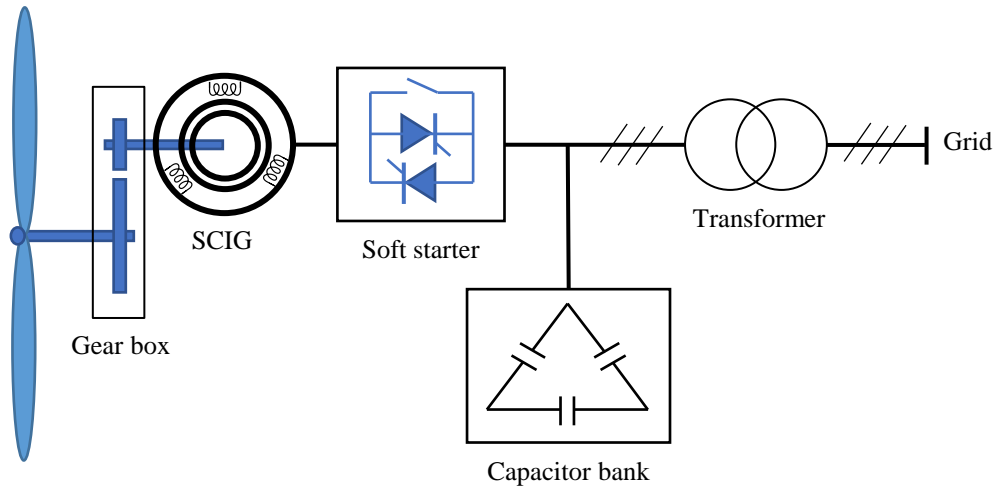 Grid
Transformer
SCIG
Soft starter
Gear box
Capacitor bank